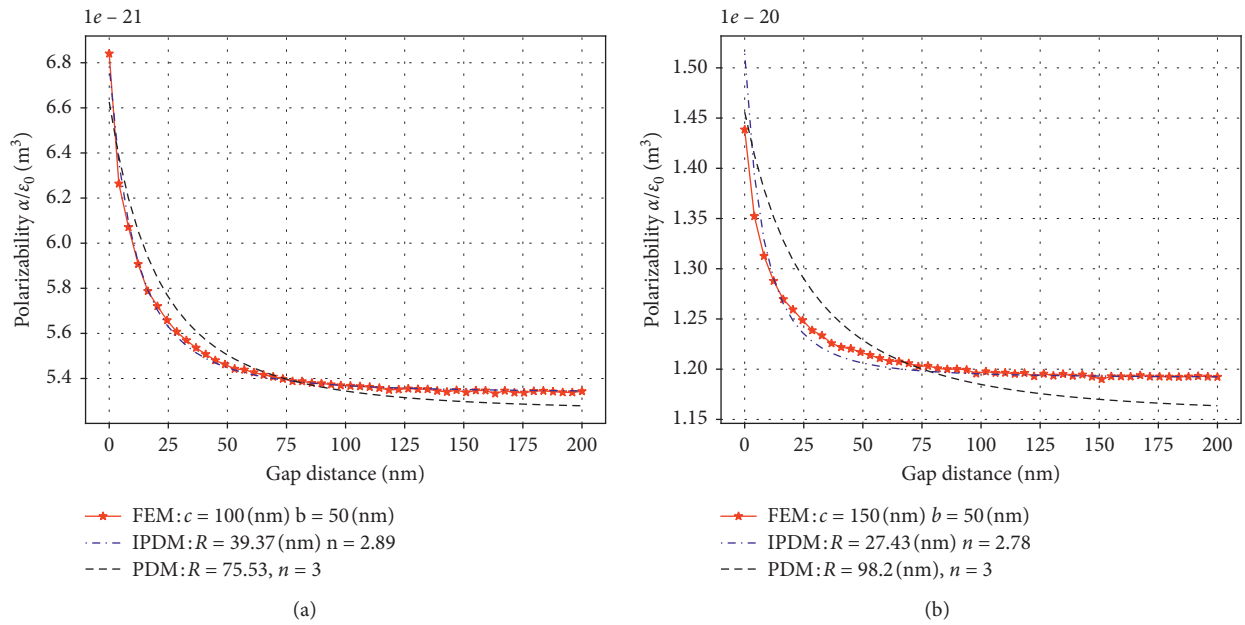 1e – 21
6.8
6.6
6.4
6.2
6.0
5.8
5.6
5.4
Polarizability α/ε₀ (m³)
0 25 50 75 100 125 150 175 200
Gap distance (nm)
FEM: c = 100 (nm) b = 50 (nm)
IPDM: R = 39.37 (nm) n = 2.89
PDM: R = 75.53, n = 3
(a)
1e – 20
1.50
1.45
1.40
1.35
1.30
1.25
1.20
1.15
Polarizability α/ε₀ (m³)
0 25 50 75 100 125 150 175 200
Gap distance (nm)
FEM: c = 150 (nm) b = 50 (nm)
IPDM: R = 27.43 (nm) n = 2.78
PDM: R = 98.2 (nm), n = 3
(b)